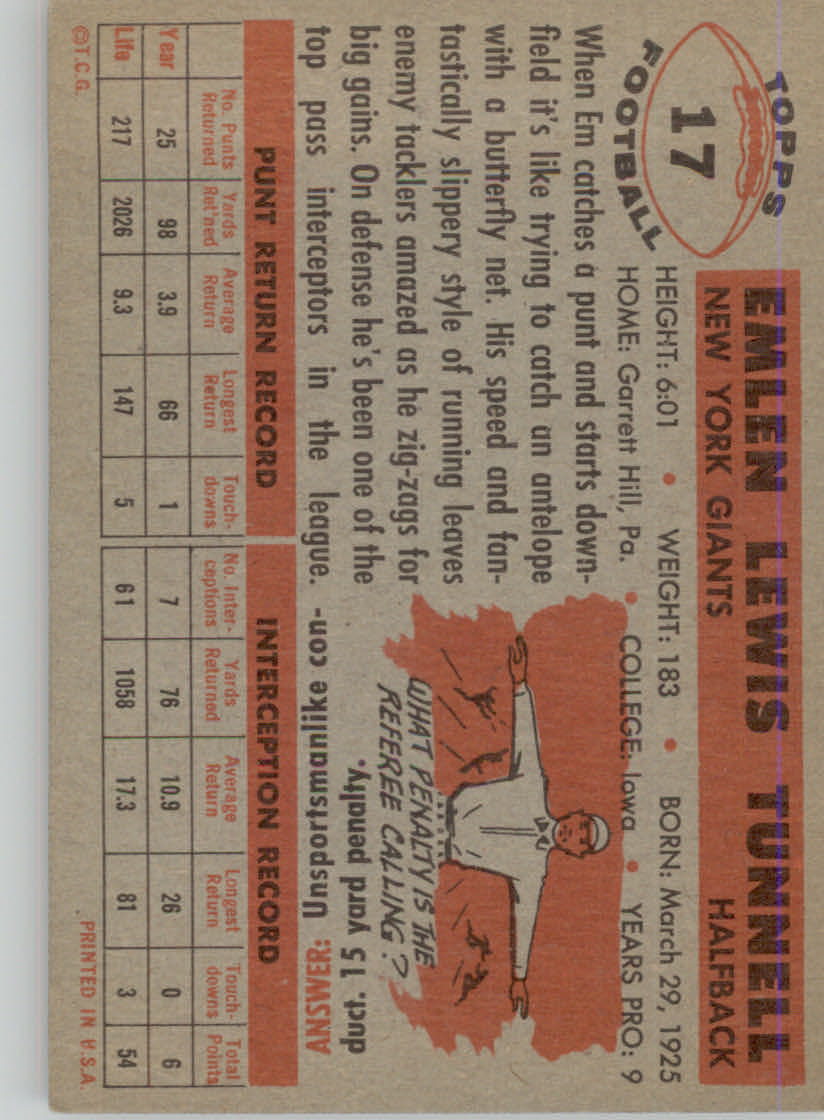 TOPPS
17
FOOTBALL
EMLEN LEWIS TUNNELL
NEW YORK GIANTS HALFBACK
HEIGHT: 6:01 • WEIGHT: 183 • BORN: March 29, 1925
HOME: Garrett Hill, Pa. • COLLEGE: Iowa • YEARS PRO: 9
When Em catches a punt and starts down-
field it's like trying to catch an antelope
with a butterfly net. His speed and fan-
tastically slippery style of running leaves
enemy tacklers amazed as he zig-zags for
big gains. On defense he's been one of the
top pass interceptors in the league.
WHAT PENALTY IS THE
REFEREE CALLING?
ANSWER: Unsportsmanlike con-
duct. 15 yard penalty.
PUNT RETURN RECORD
No. Punts Returned Yards Ret'ned Average Return Longest Return Touch-downs
Year 25 98 3.9 66 1
Life 217 2026 9.3 147 5
INTERCEPTION RECORD
No. Inter-ceptions Yards Returned Average Return Longest Return Touch-downs Total Points
7 76 10.9 26 0 6
61 1058 17.3 81 3 54
©T.C.G. PRINTED IN U.S.A.